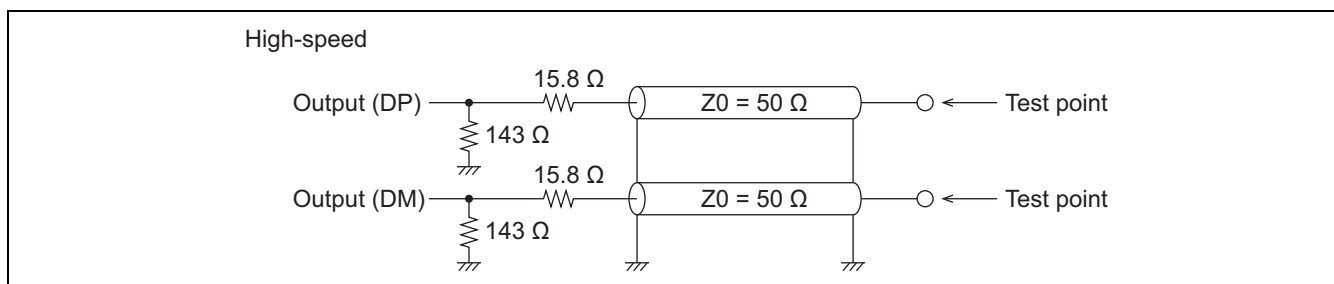 High-speed
15.8 Ω
Output (DP)
Z0 = 50 Ω
Test point
143 Ω
15.8 Ω
Output (DM)
Z0 = 50 Ω
Test point
143 Ω